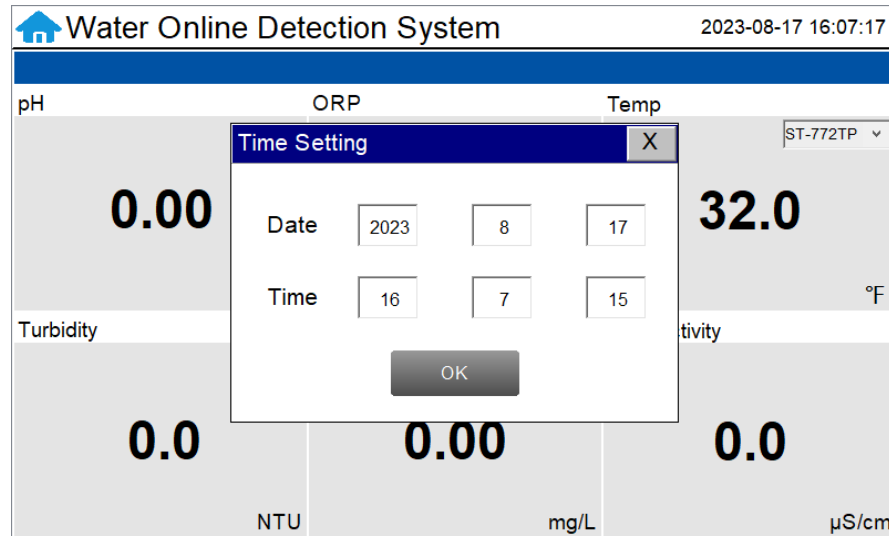 Water Online Detection System 2023-08-17 16:07:17
pH ORP Temp
Time Setting X ST-772TP
0.00 Date 2023 8 17 32.0
Time 16 7 15 °F
Turbidity tivity
OK
0.0 0.00 0.0
NTU mg/L µS/cm